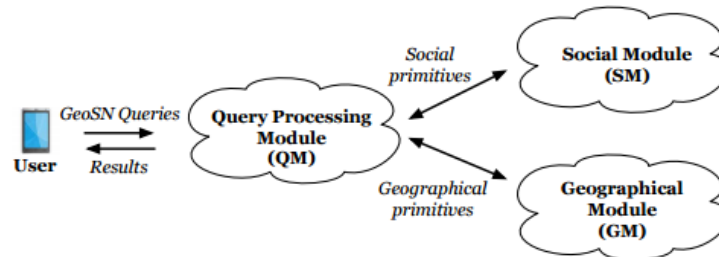 GeoSN Queries
Results
User
Query Processing
Module
(QM)
Social
primitives
Geographical
primitives
Social Module
(SM)
Geographical
Module
(GM)